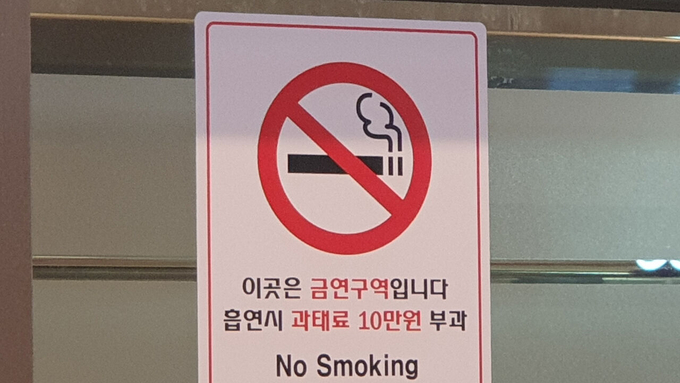 이곳은 금연구역입니다
흡연시 과태료 10만원 부과
No Smoking